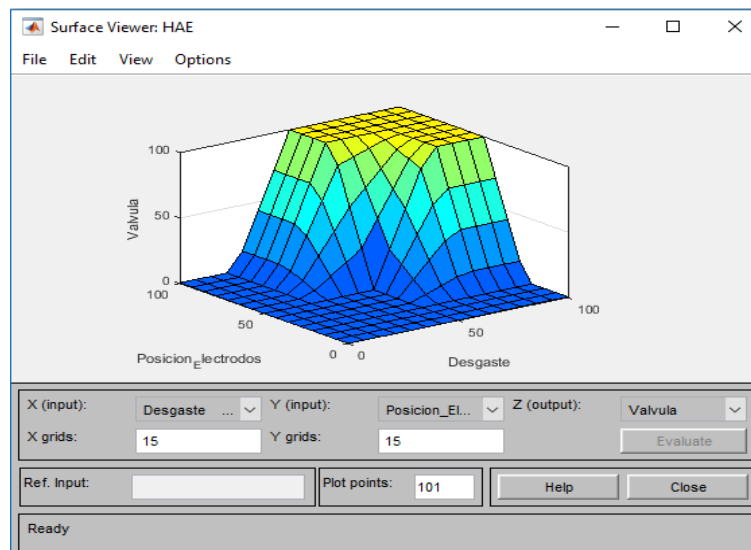 Surface Viewer: HAE
File Edit View Options
100
50
0
Valvula
100
50
0
Posicion_Electrodos
0
50
100
Desgaste
X (input): Desgaste ... Y (input): Posicion_El... Z (output): Valvula
X grids: 15 Y grids: 15 Evaluate
Ref. Input: Plot points: 101 Help Close
Ready